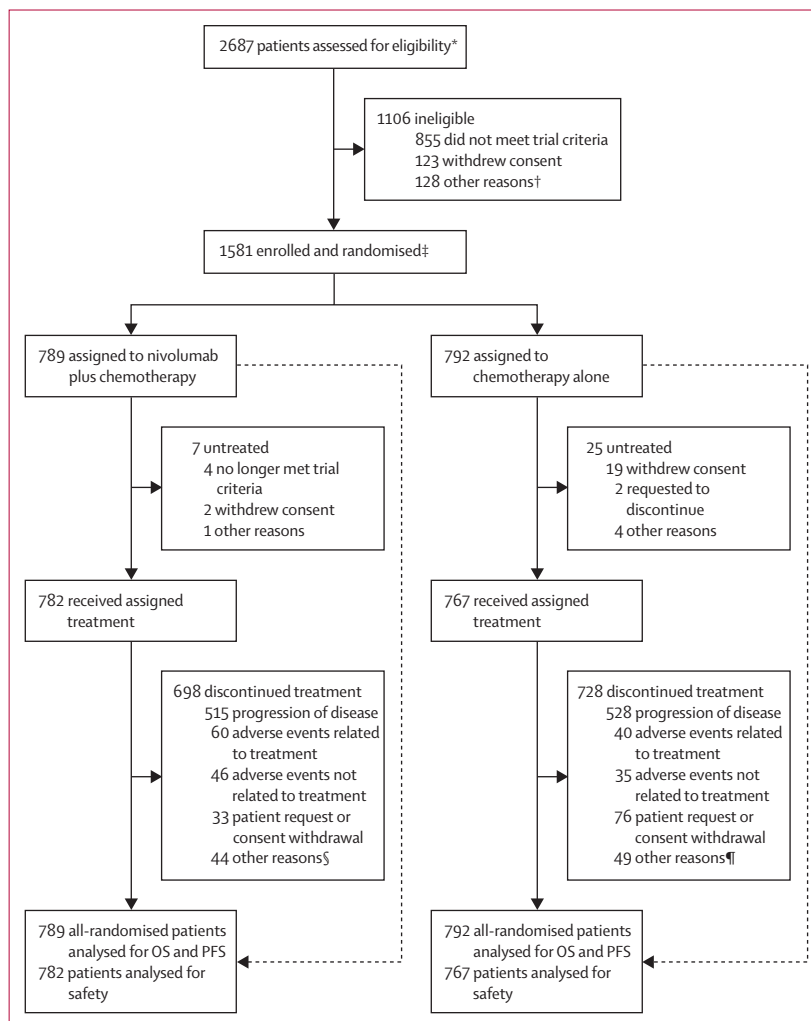 2687 patients assessed for eligibility*
1106 ineligible
855 did not meet trial criteria
123 withdrew consent
128 other reasons†
1581 enrolled and randomised‡
789 assigned to nivolumab
plus chemotherapy
792 assigned to
chemotherapy alone
7 untreated
4 no longer met trial
criteria
2 withdrew consent
1 other reasons
25 untreated
19 withdrew consent
2 requested to
discontinue
4 other reasons
782 received assigned
treatment
767 received assigned
treatment
698 discontinued treatment
515 progression of disease
60 adverse events related
to treatment
46 adverse events not
related to treatment
33 patient request or
consent withdrawal
44 other reasons§
728 discontinued treatment
528 progression of disease
40 adverse events related
to treatment
35 adverse events not
related to treatment
76 patient request or
consent withdrawal
49 other reasons¶
789 all-randomised patients
analysed for OS and PFS
782 patients analysed for
safety
792 all-randomised patients
analysed for OS and PFS
767 patients analysed for
safety